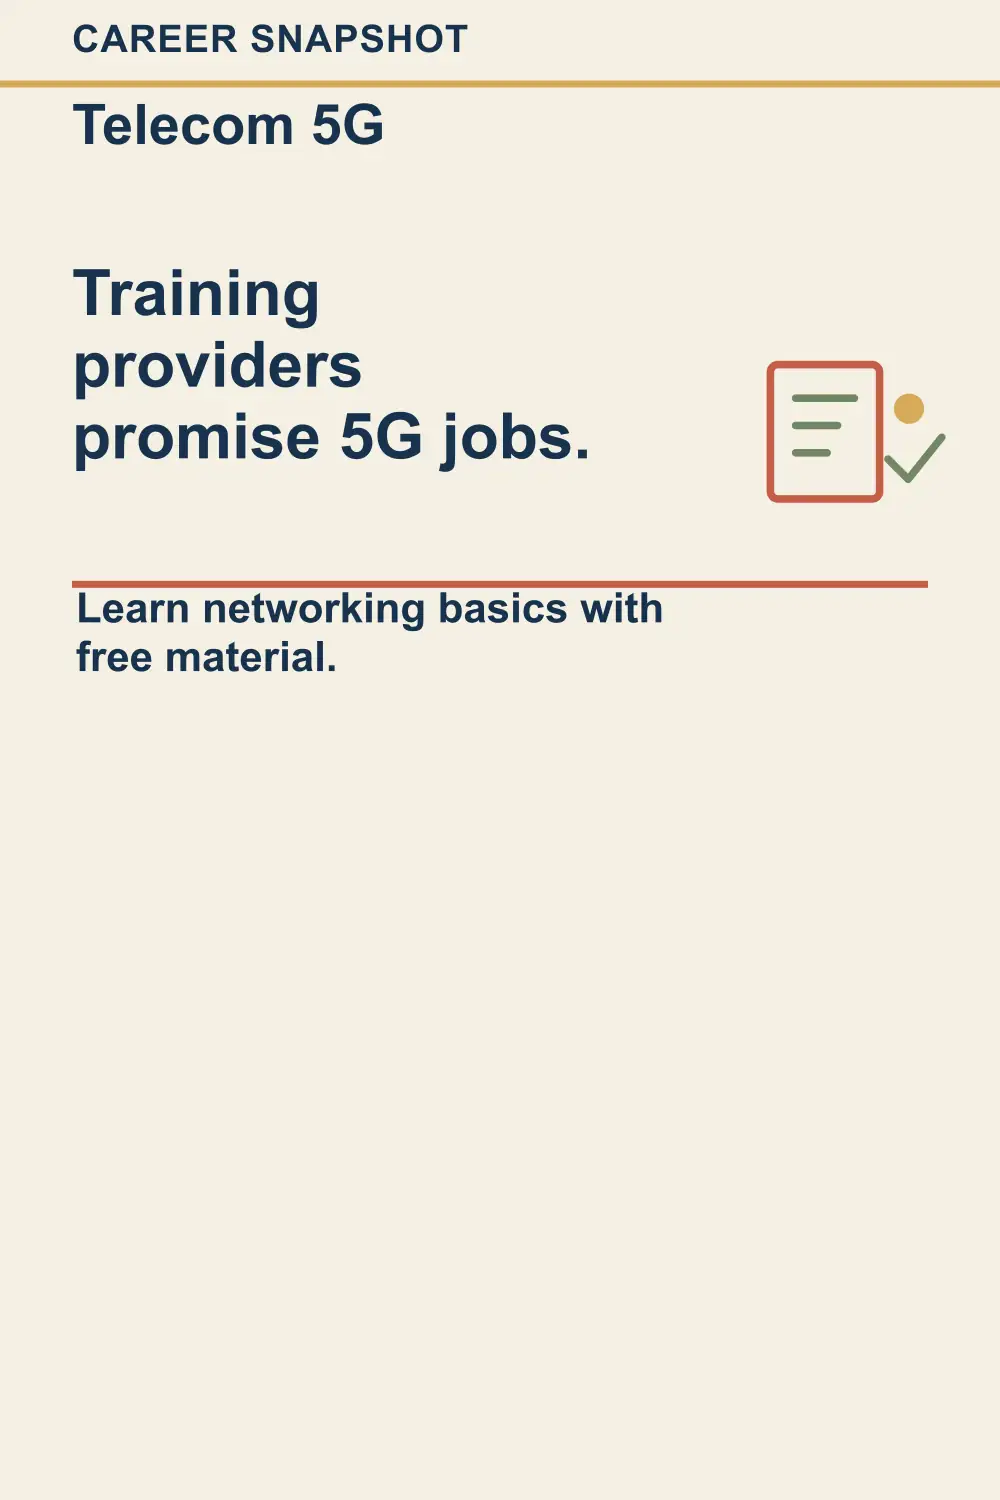 CAREER SNAPSHOT
Telecom 5G
Training
providers
promise 5G jobs.
Learn networking basics with
free material.